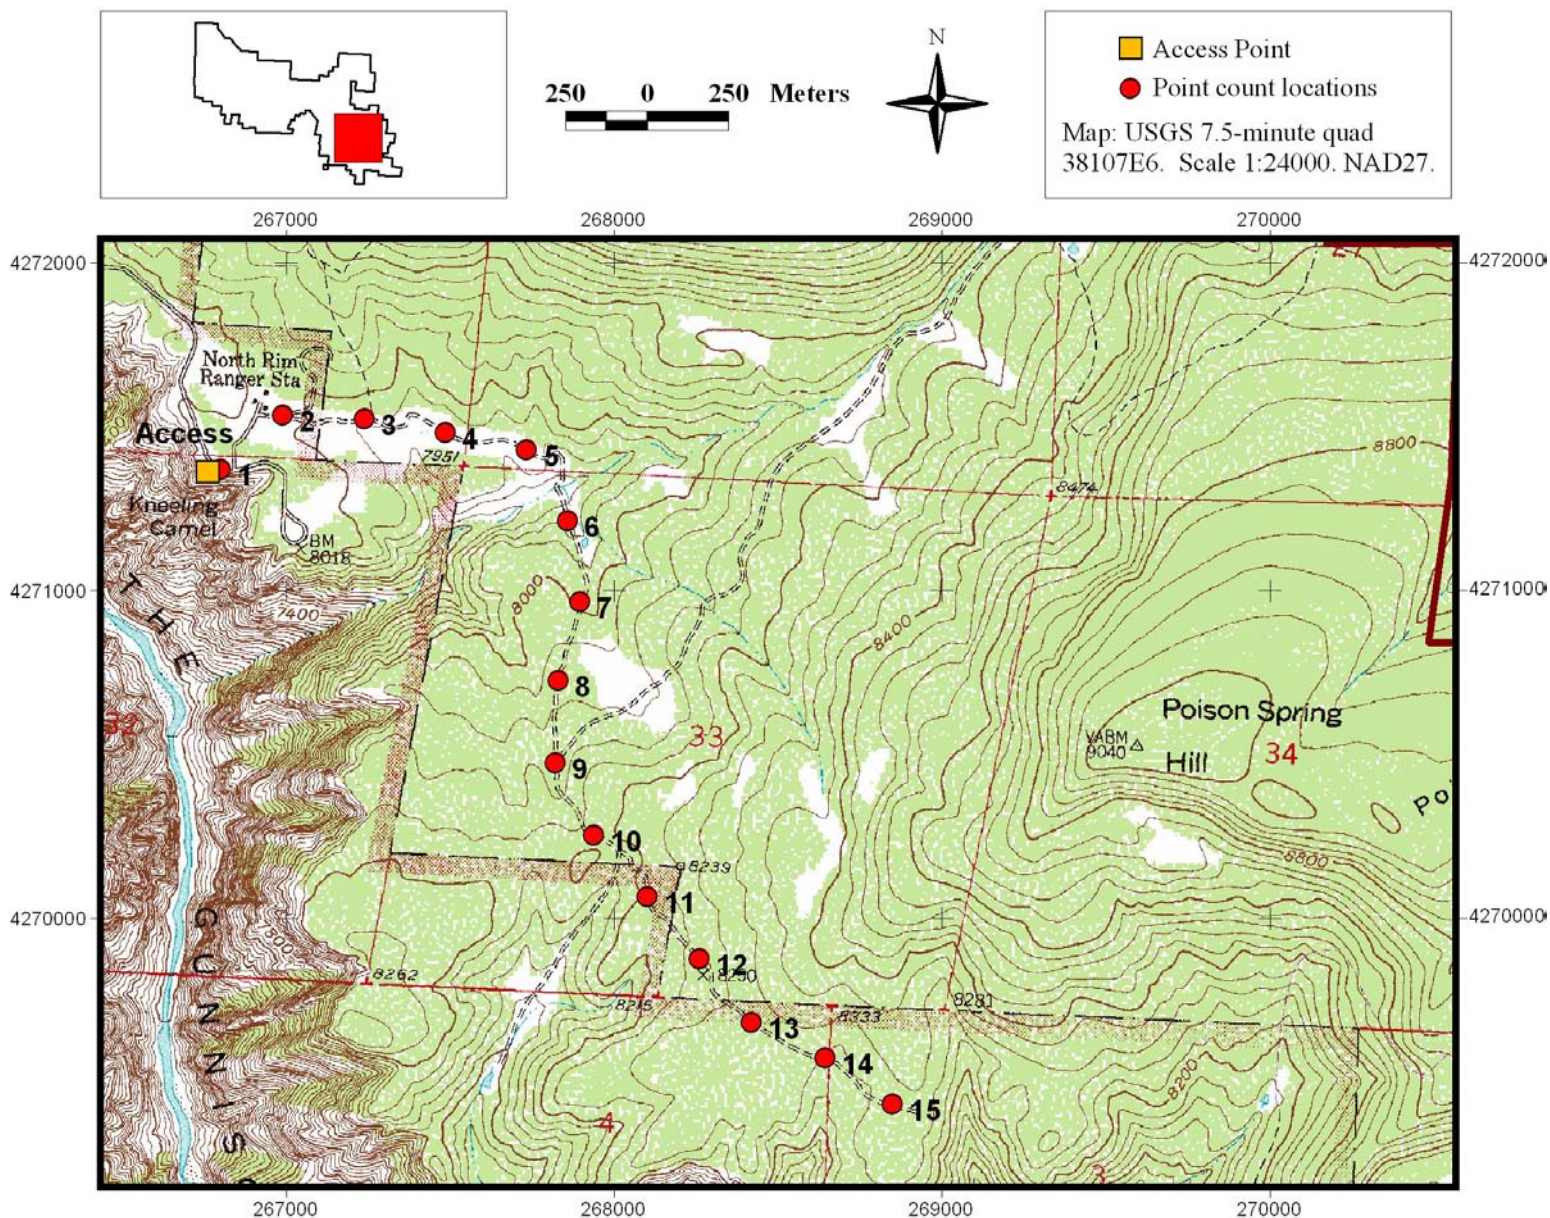 250 0 250 Meters
N
Access Point
Point count locations
Map: USGS 7.5-minute quad
38107E6. Scale 1:24000. NAD27.
267000 268000 269000 270000
4272000 4272000
North Rim
Ranger Sta
2 3 4 5
Access
7951
8800
1
8474
Kneeling
Camel
6
BM
8018
4271000 4271000
8000
7
7400
THE
8400
8
Poison Spring
Hill
33
VABM
9040
34
32
9
Po
10
8800
8239
11
4270000 4270000
GUNNIS
8000
12
8262
8215
8281
13
8333
14
8200
15
4
3
267000 268000 269000 270000